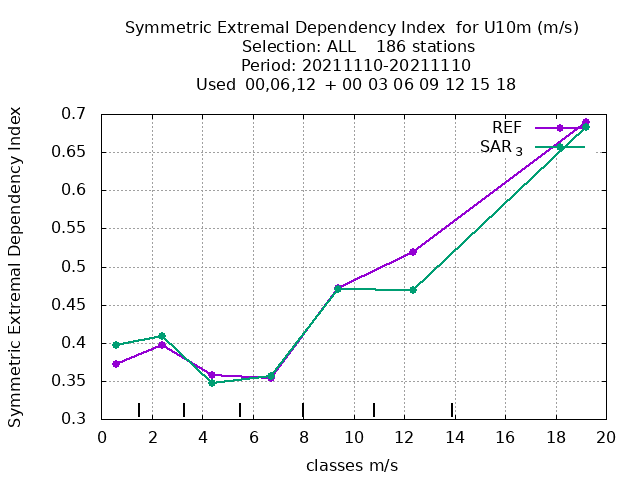 Symmetric Extremal Dependency Index  for U10m (m/s)
Selection: ALL    186 stations
Period: 20211110-20211110
Used  00,06,12  + 00 03 06 09 12 15 18
Symmetric Extremal Dependency Index
0.7
0.65
0.6
0.55
0.5
0.45
0.4
0.35
0.3
REF
SAR 3
0 2 4 6 8 10 12 14 16 18 20
classes m/s